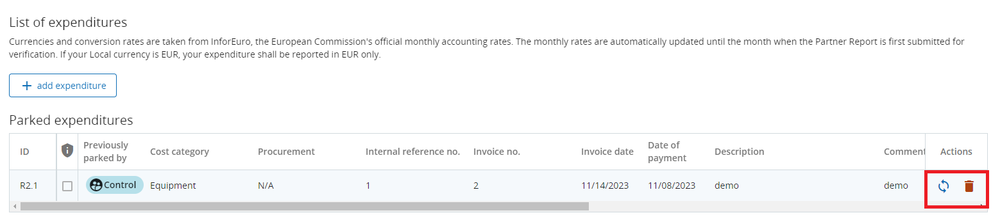 List of expenditures
Currencies and conversion rates are taken from InforEuro, the European Commission's official monthly accounting rates. The monthly rates are automatically updated until the month when the Partner Report is first submitted for
verification. If your Local currency is EUR, your expenditure shall be reported in EUR only.
+ add expenditure
Parked expenditures
ID Previously parked by Cost category Procurement Internal reference no. Invoice no. Invoice date Date of payment Description Comment Actions
R2.1 Control Equipment N/A 1 2 11/14/2023 11/08/2023 demo demo